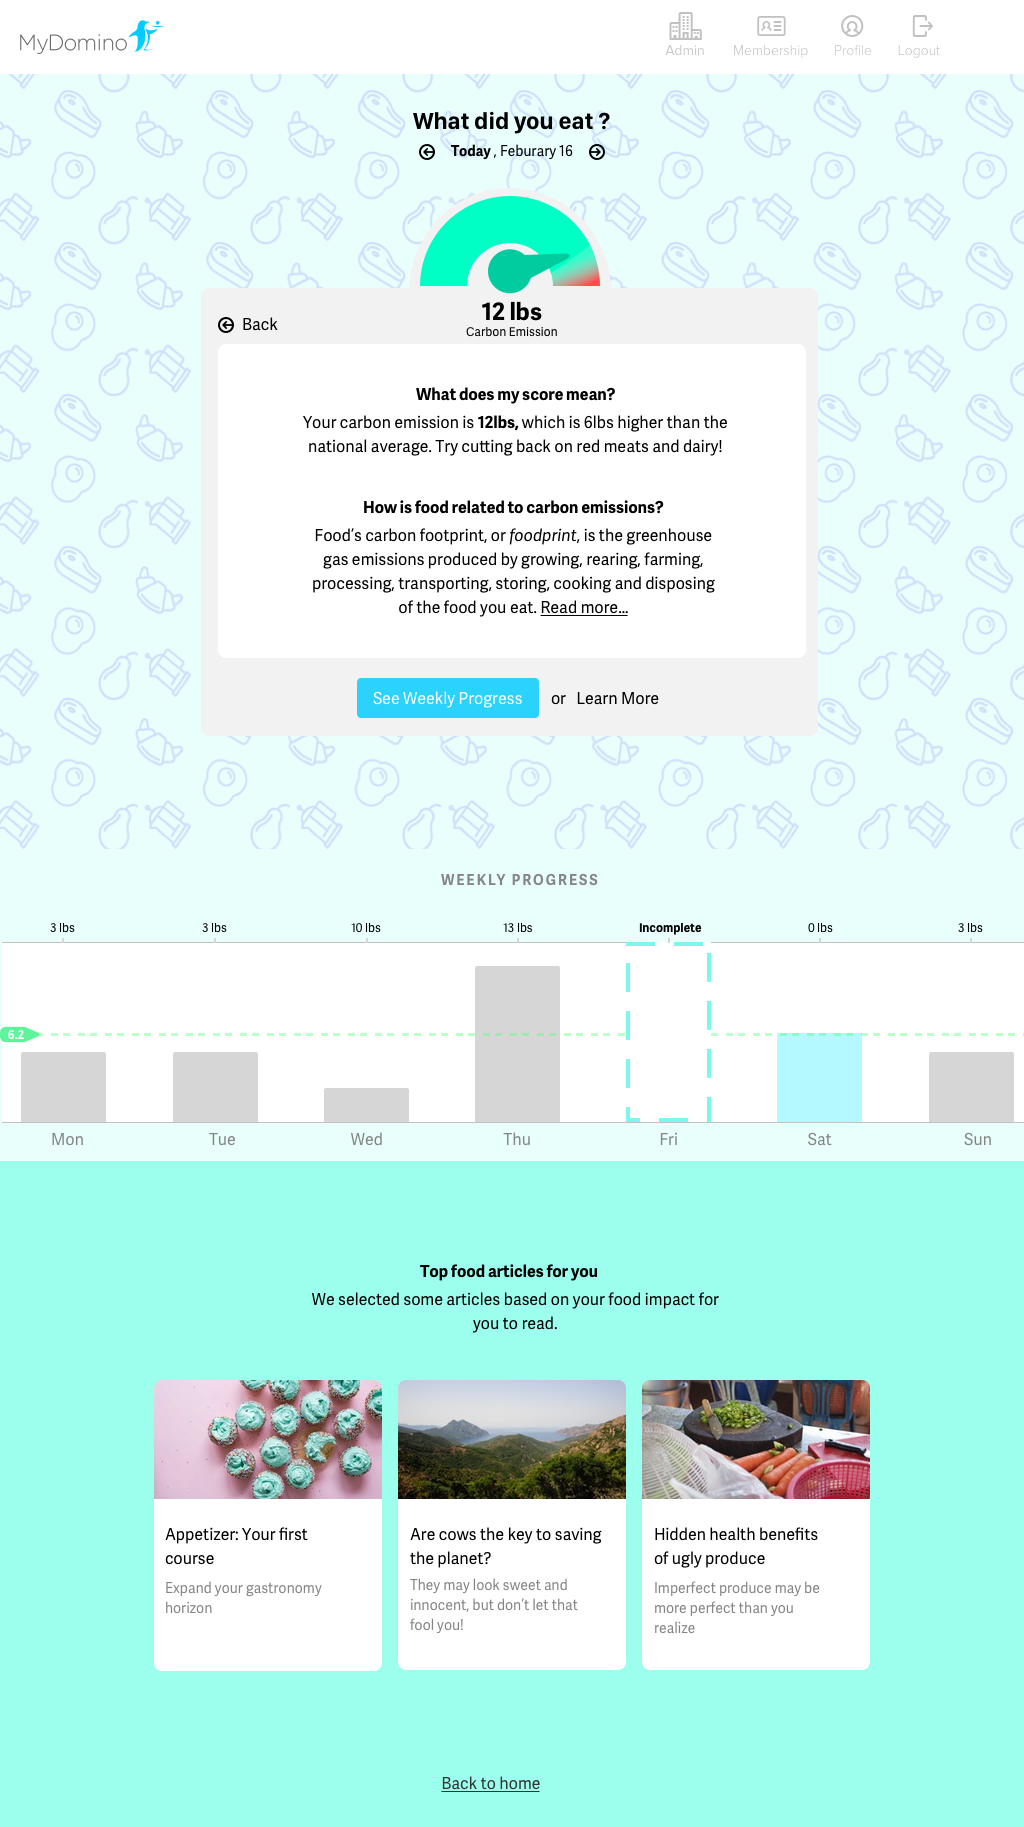 MyDomino
Admin
Membership
Profile
Logout
What did you eat ?
Today , Feburary 16
12 lbs
Carbon Emission
Back
What does my score mean?
Your carbon emission is 12lbs, which is 6lbs higher than the
national average. Try cutting back on red meats and dairy!
How is food related to carbon emissions?
Food’s carbon footprint, or foodprint, is the greenhouse
gas emissions produced by growing, rearing, farming,
processing, transporting, storing, cooking and disposing
of the food you eat. Read more...
See Weekly Progress or Learn More
WEEKLY PROGRESS
3 lbs
3 lbs
10 lbs
13 lbs
Incomplete
0 lbs
3 lbs
6.2
Mon
Tue
Wed
Thu
Fri
Sat
Sun
Top food articles for you
We selected some articles based on your food impact for
you to read.
Appetizer: Your first
course
Expand your gastronomy
horizon
Are cows the key to saving
the planet?
They may look sweet and
innocent, but don’t let that
fool you!
Hidden health benefits
of ugly produce
Imperfect produce may be
more perfect than you
realize
Back to home